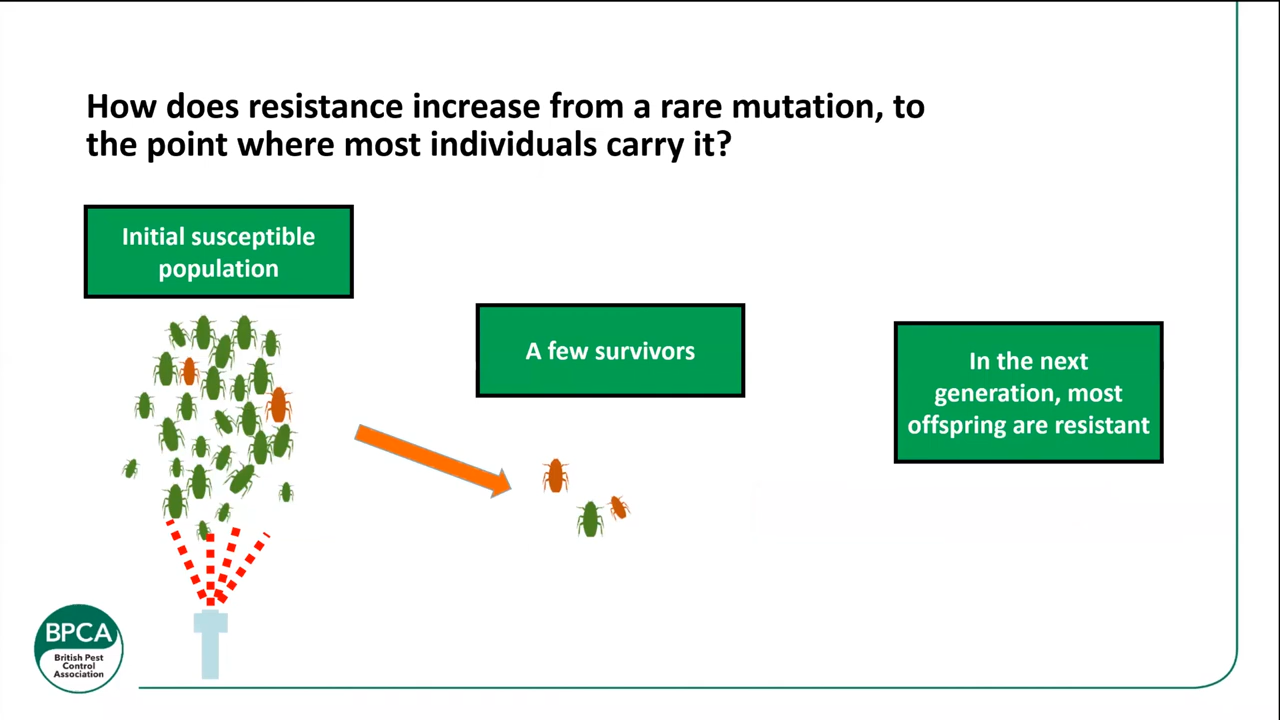 How does resistance increase from a rare mutation, to
the point where most individuals carry it?
Initial susceptible
population
A few survivors
In the next
generation, most
offspring are resistant
BPCA
British Pest
Control
Association